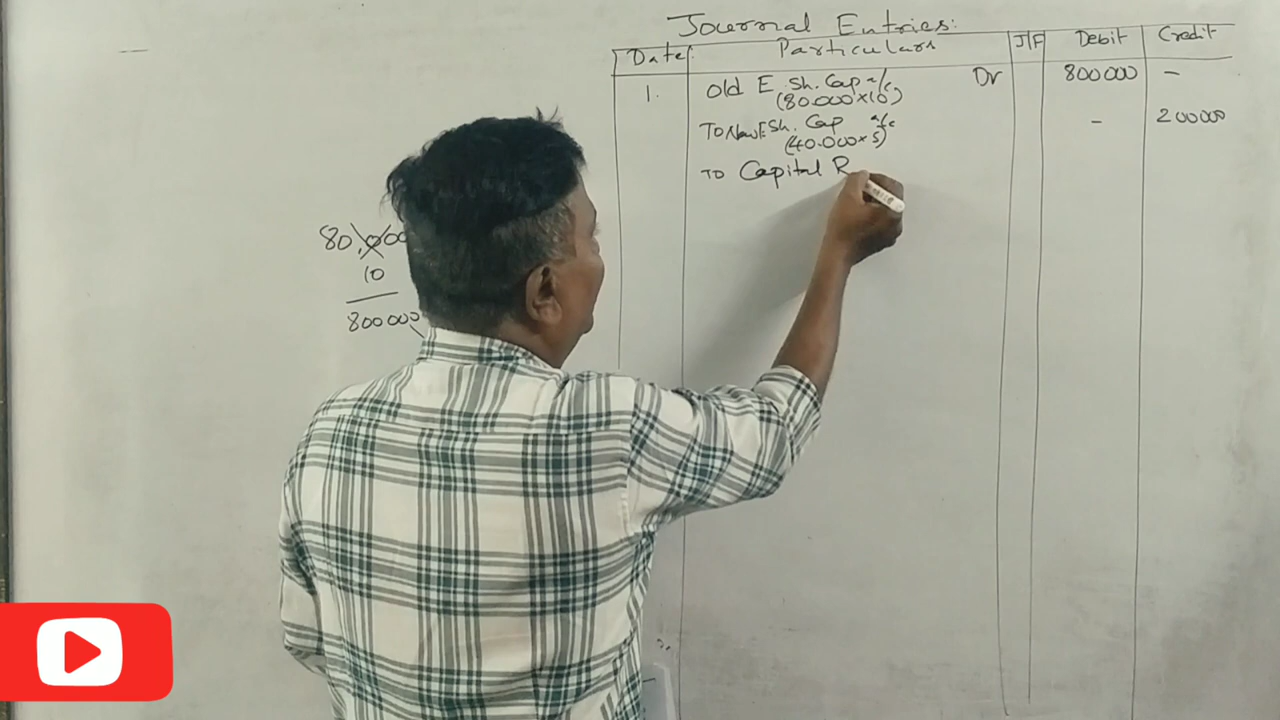 Journal Entries:
Date Particulars J/F Debit Credit
1. Old E. Sh. Cap a/c Dr 800000 -
(80.000×10)
To New E Sh. Cap a/c - 200000
(40.000×5)
To Capital R
80,000
10
800000